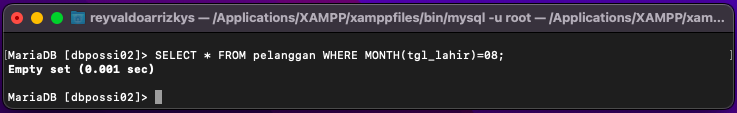 reyvaldoarrizkys — /Applications/XAMPP/xamppfiles/bin/mysql -u root — /Applications/XAMPP/xam...
[MariaDB [dbpossi02]> SELECT * FROM pelanggan WHERE MONTH(tgl_lahir)=08; ]
Empty set (0.001 sec)
MariaDB [dbpossi02]>